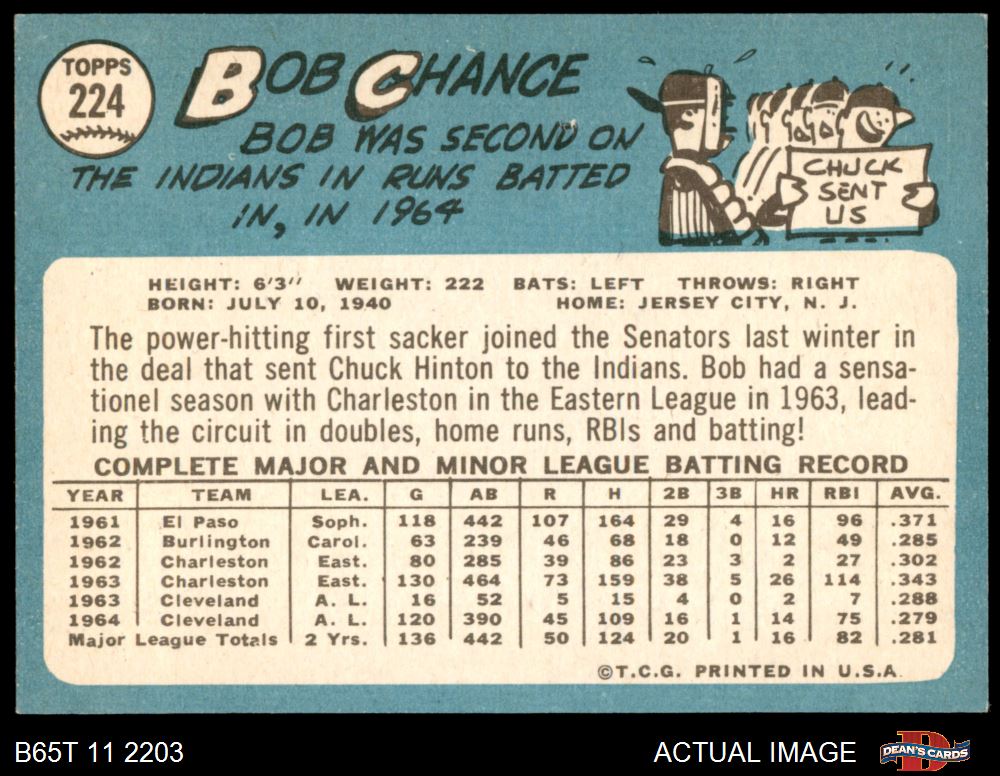 TOPPS
224
BOB CHANCE
BOB WAS SECOND ON
THE INDIANS IN RUNS BATTED
IN, IN 1964
CHUCK
SENT
US
HEIGHT: 6'3" WEIGHT: 222 BATS: LEFT THROWS: RIGHT
BORN: JULY 10, 1940 HOME: JERSEY CITY, N. J.
The power-hitting first sacker joined the Senators last winter in
the deal that sent Chuck Hinton to the Indians. Bob had a sensa-
tionel season with Charleston in the Eastern League in 1963, lead-
ing the circuit in doubles, home runs, RBIs and batting!
COMPLETE MAJOR AND MINOR LEAGUE BATTING RECORD
YEAR TEAM LEA. G AB R H 2B 3B HR RBI AVG.
1961 El Paso Soph. 118 442 107 164 29 4 16 96 .371
1962 Burlington Carol. 63 239 46 68 18 0 12 49 .285
1962 Charleston East. 80 285 39 86 23 3 2 27 .302
1963 Charleston East. 130 464 73 159 38 5 26 114 .343
1963 Cleveland A. L. 16 52 5 15 4 0 2 7 .288
1964 Cleveland A. L. 120 390 45 109 16 1 14 75 .279
Major League Totals 2 Yrs. 136 442 50 124 20 1 16 82 .281
©T.C.G. PRINTED IN U.S.A.
B65T 11 2203
ACTUAL IMAGE
D
DEAN'S CARDS